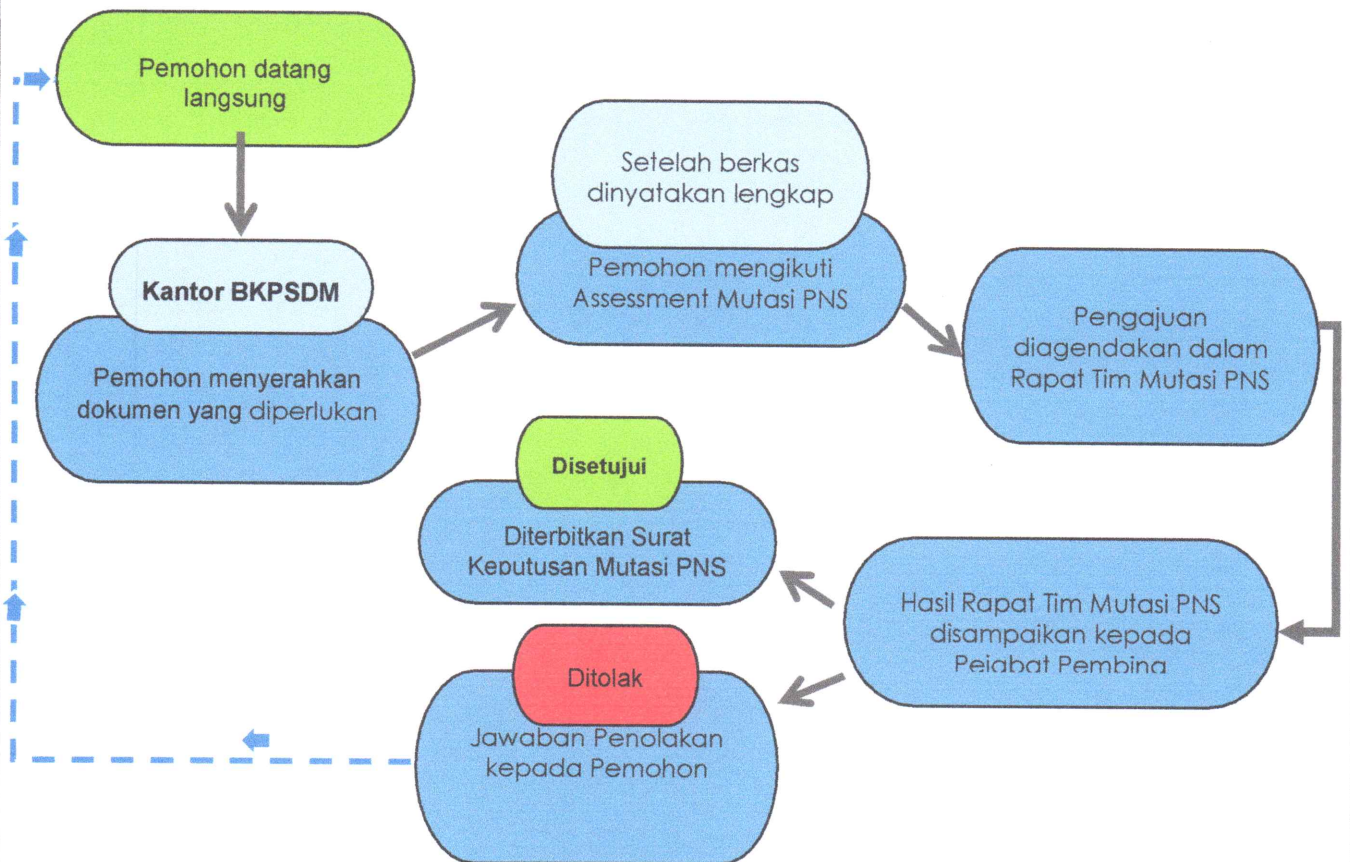 Pemohon datang
langsung
Kantor BKPSDM
Pemohon menyerahkan
dokumen yang diperlukan
Setelah berkas
dinyatakan lengkap
Pemohon mengikuti
Assessment Mutasi PNS
Pengajuan
diagendakan dalam
Rapat Tim Mutasi PNS
Hasil Rapat Tim Mutasi PNS
disampaikan kepada
Pejabat Pembina
Disetujui
Diterbitkan Surat
Keputusan Mutasi PNS
Ditolak
Jawaban Penolakan
kepada Pemohon